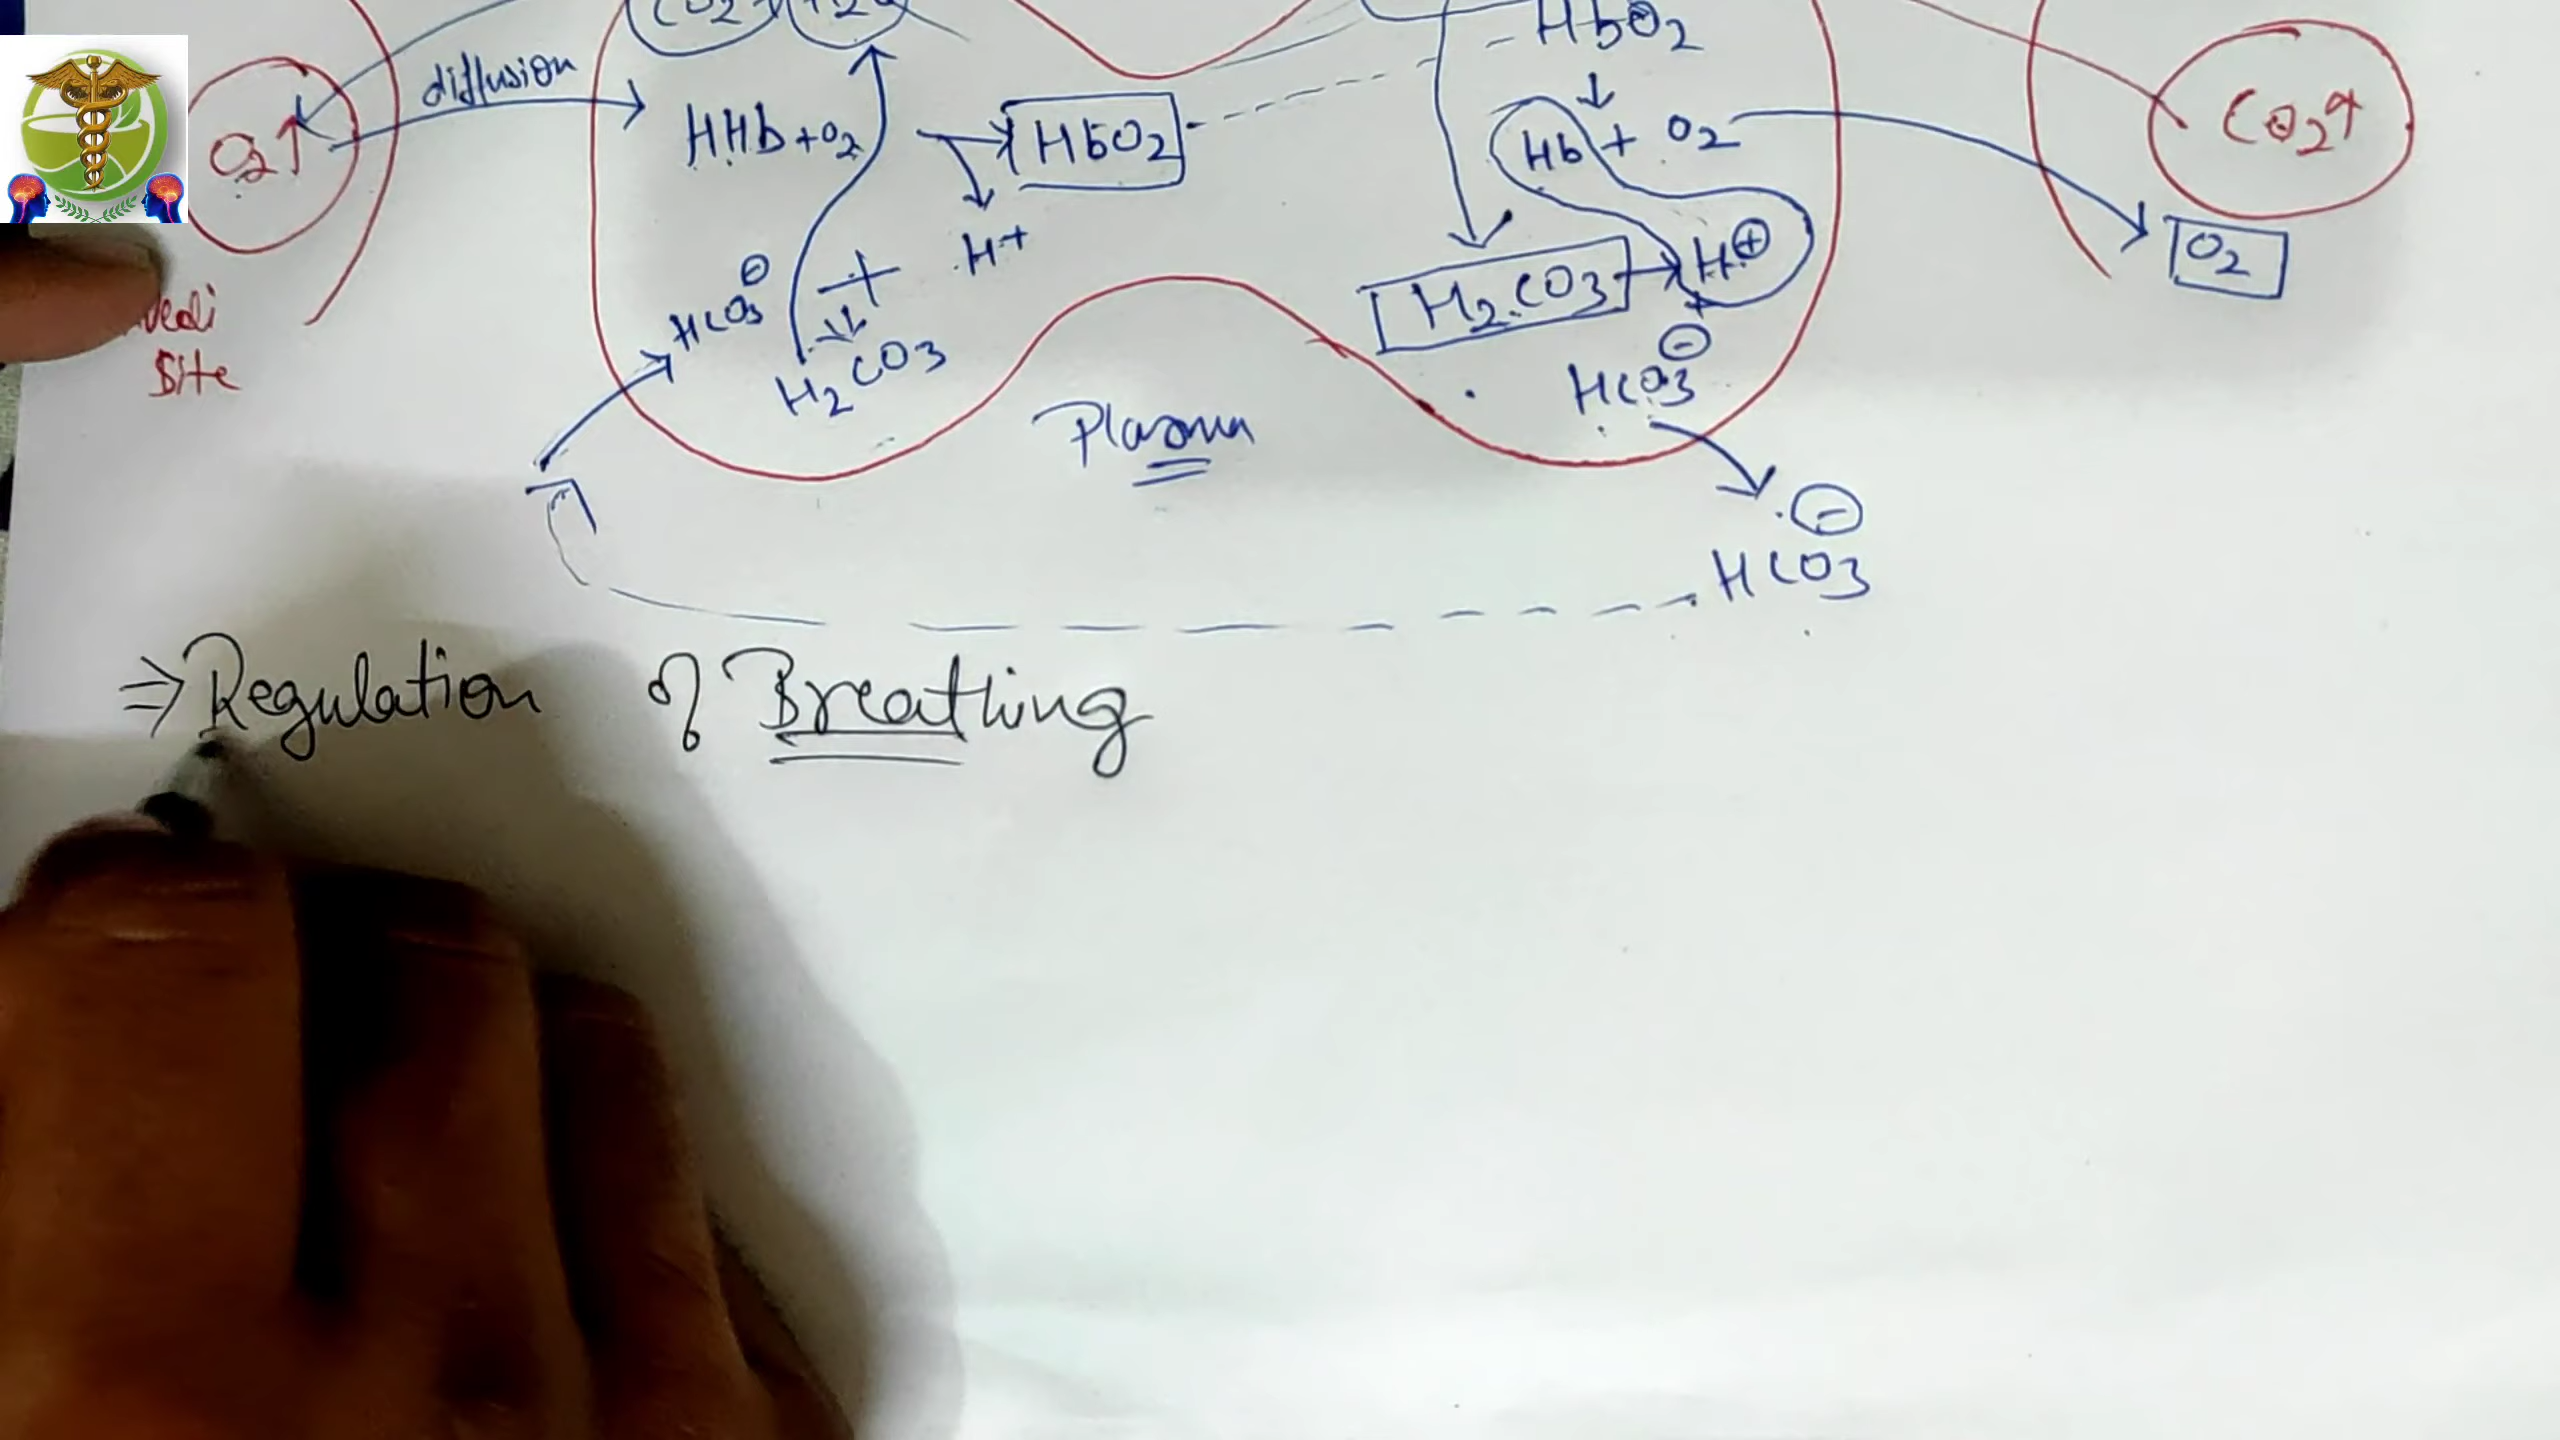 HbO2
diffusion
O2↑
HHb + O2 → HbO2
H+
Hb + O2
CO2↑
O2
HCO3⊖ +
H2CO3
H2CO3 → H⊕
+
HCO3⊖
Site
Plasma
HCO3⊖
⇒ Regulation of Breathing